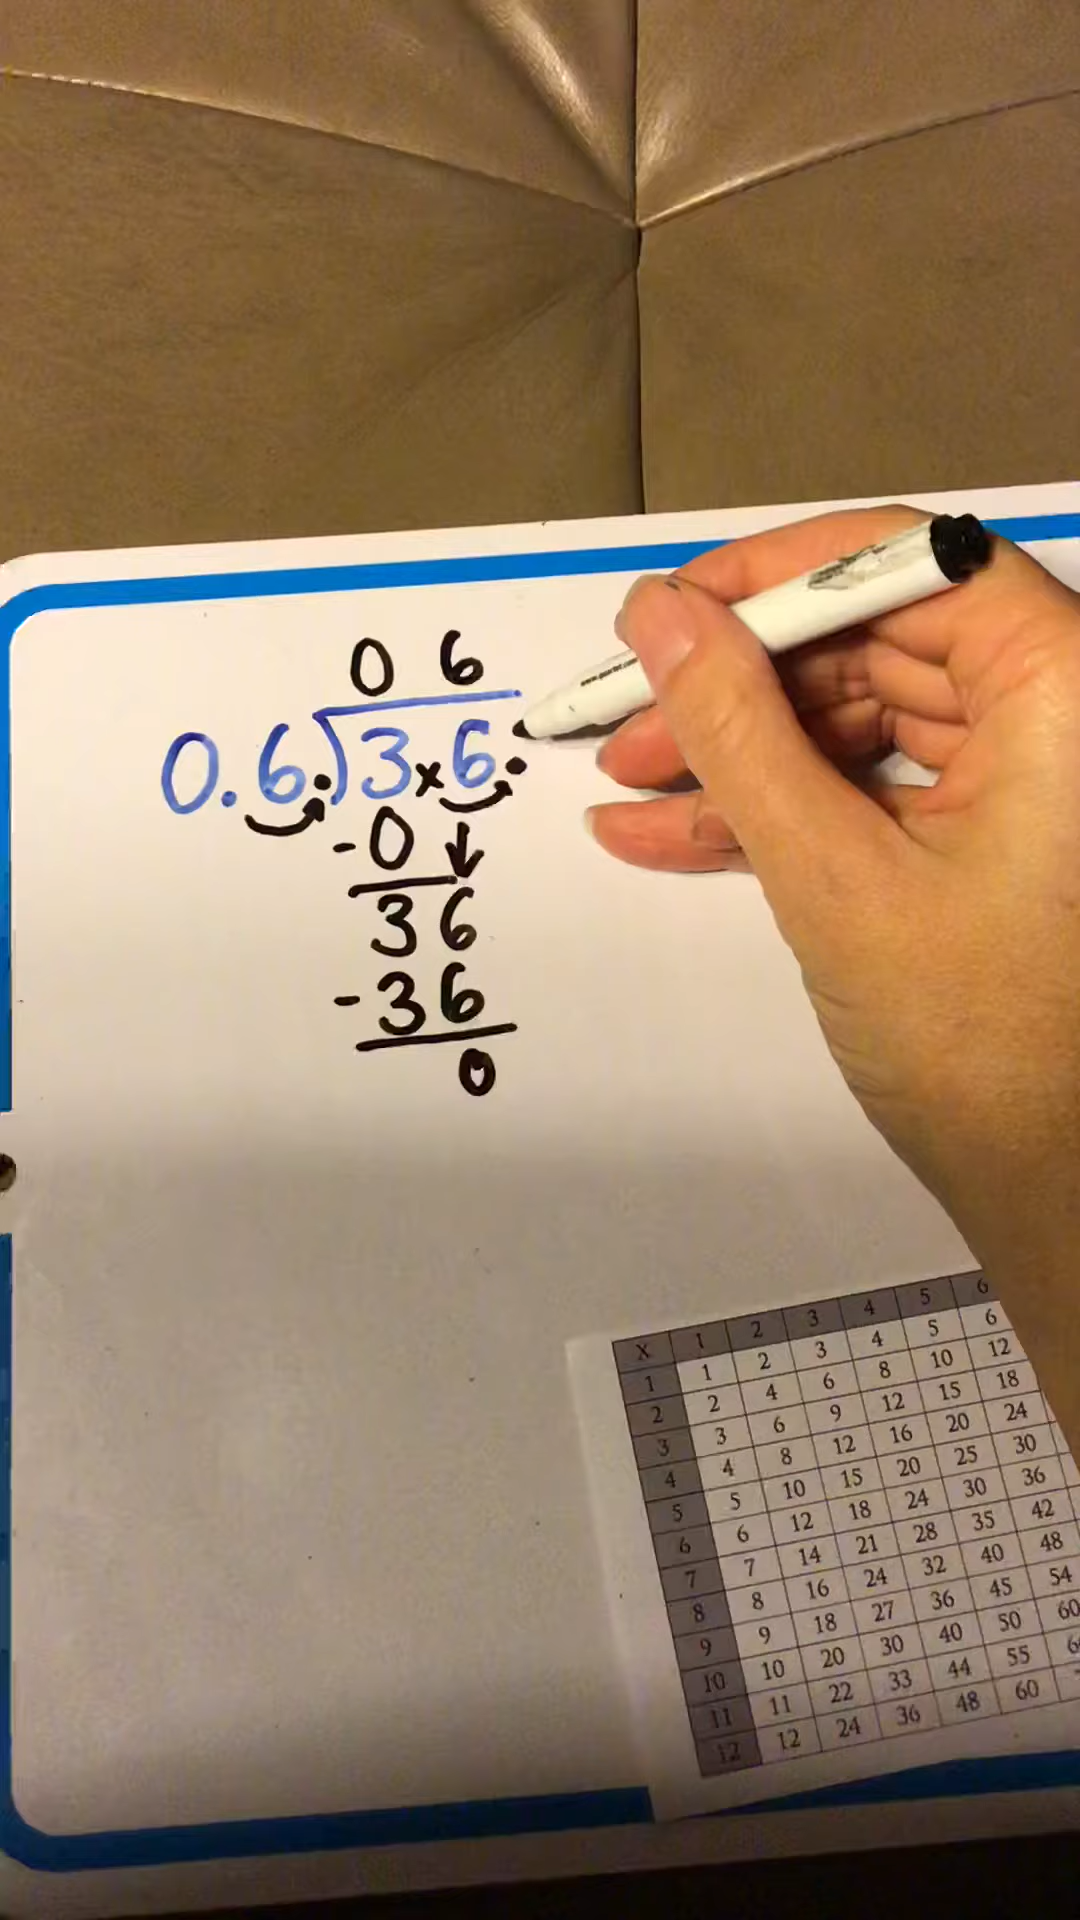 0 6
0.6.)3x6.
-0↓
36
-36
0
www.quartet.com
X 1 2 3 4 5 6
1 1 2 3 4 5 6
2 2 4 6 8 10 12
3 3 6 9 12 15 18
4 4 8 12 16 20 24
5 5 10 15 20 25 30
6 6 12 18 24 30 36
7 7 14 21 28 35 42
8 8 16 24 32 40 48
9 9 18 27 36 45 54
10 10 20 30 40 50 60
11 11 22 33 44 55 6
12 12 24 36 48 60